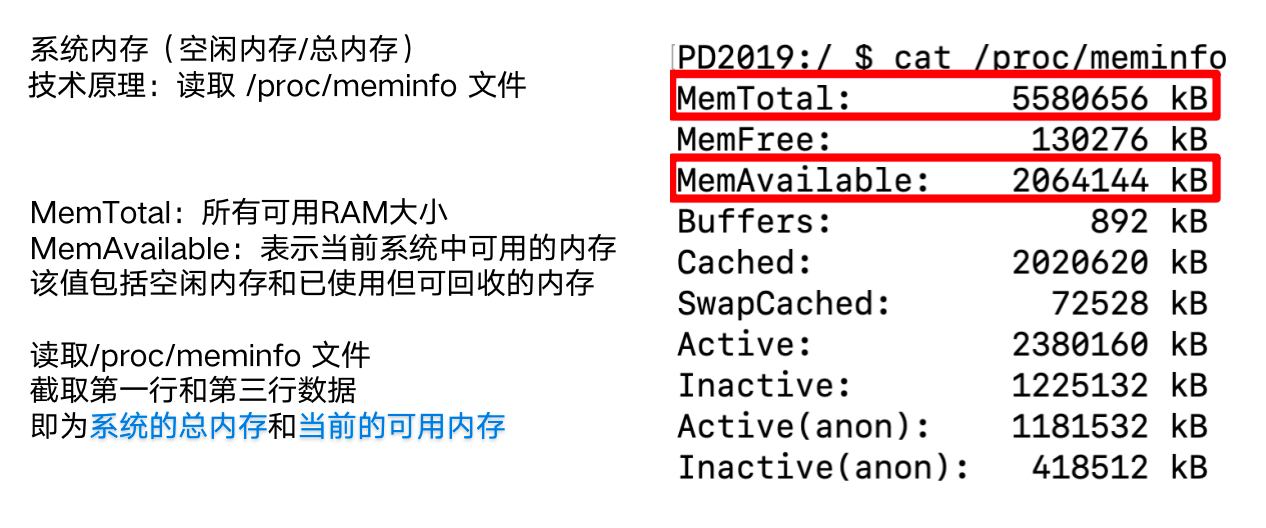 系统内存（空闲内存/总内存）
技术原理：读取 /proc/meminfo 文件
MemTotal：所有可用RAM大小
MemAvailable：表示当前系统中可用的内存
该值包括空闲内存和已使用但可回收的内存
读取/proc/meminfo 文件
截取第一行和第三行数据
即为系统的总内存和当前的可用内存
PD2019:/ $ cat /proc/meminfo
MemTotal: 5580656 kB
MemFree: 130276 kB
MemAvailable: 2064144 kB
Buffers: 892 kB
Cached: 2020620 kB
SwapCached: 72528 kB
Active: 2380160 kB
Inactive: 1225132 kB
Active(anon): 1181532 kB
Inactive(anon): 418512 kB